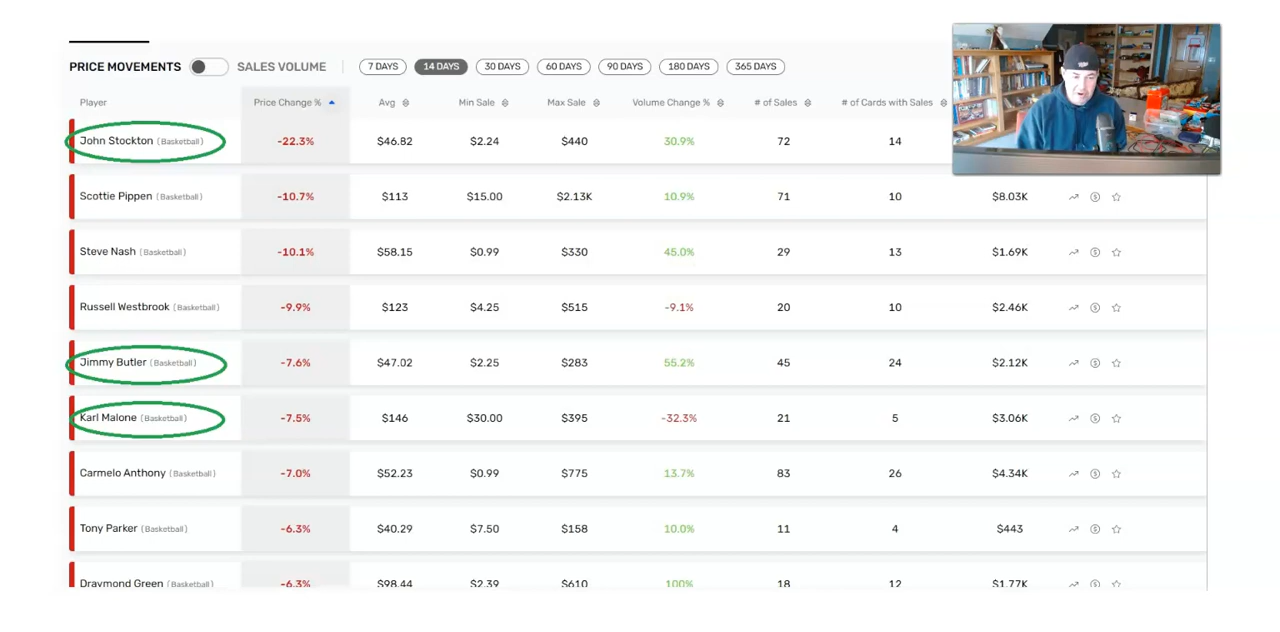 PRICE MOVEMENTS SALES VOLUME 7 DAYS 14 DAYS 30 DAYS 60 DAYS 90 DAYS 180 DAYS 365 DAYS
Player Price Change % Avg Min Sale Max Sale Volume Change % # of Sales # of Cards with Sales
John Stockton (Basketball) -22.3% $46.82 $2.24 $440 30.9% 72 14
Scottie Pippen (Basketball) -10.7% $113 $15.00 $2.13K 10.9% 71 10 $8.03K
Steve Nash (Basketball) -10.1% $58.15 $0.99 $330 45.0% 29 13 $1.69K
Russell Westbrook (Basketball) -9.9% $123 $4.25 $515 -9.1% 20 10 $2.46K
Jimmy Butler (Basketball) -7.6% $47.02 $2.25 $283 55.2% 45 24 $2.12K
Karl Malone (Basketball) -7.5% $146 $30.00 $395 -32.3% 21 5 $3.06K
Carmelo Anthony (Basketball) -7.0% $52.23 $0.99 $775 13.7% 83 26 $4.34K
Tony Parker (Basketball) -6.3% $40.29 $7.50 $158 10.0% 11 4 $443
Draymond Green (Basketball) -6.3% $98.44 $2.39 $610 100% 18 12 $1.77K